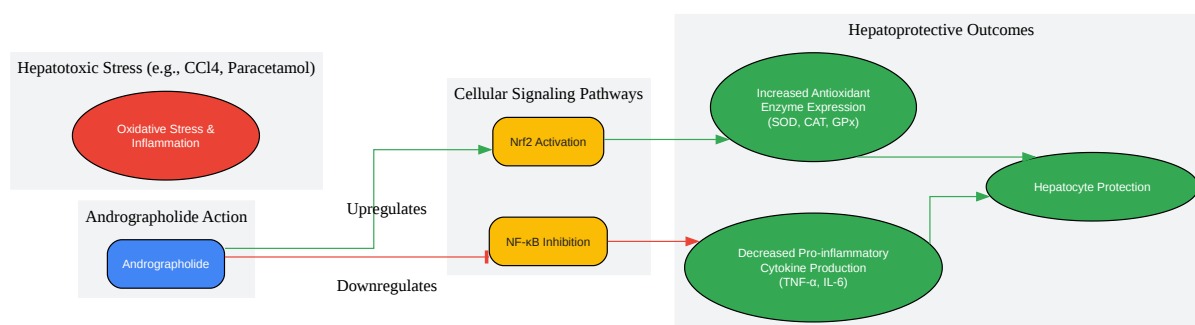 Hepatotoxic Stress (e.g., CCl4, Paracetamol)
Oxidative Stress &
Inflammation
Andrographolide Action
Andrographolide
Upregulates
Downregulates
Cellular Signaling Pathways
Nrf2 Activation
NF-κB Inhibition
Hepatoprotective Outcomes
Increased Antioxidant
Enzyme Expression
(SOD, CAT, GPx)
Decreased Pro-inflammatory
Cytokine Production
(TNF-α, IL-6)
Hepatocyte Protection